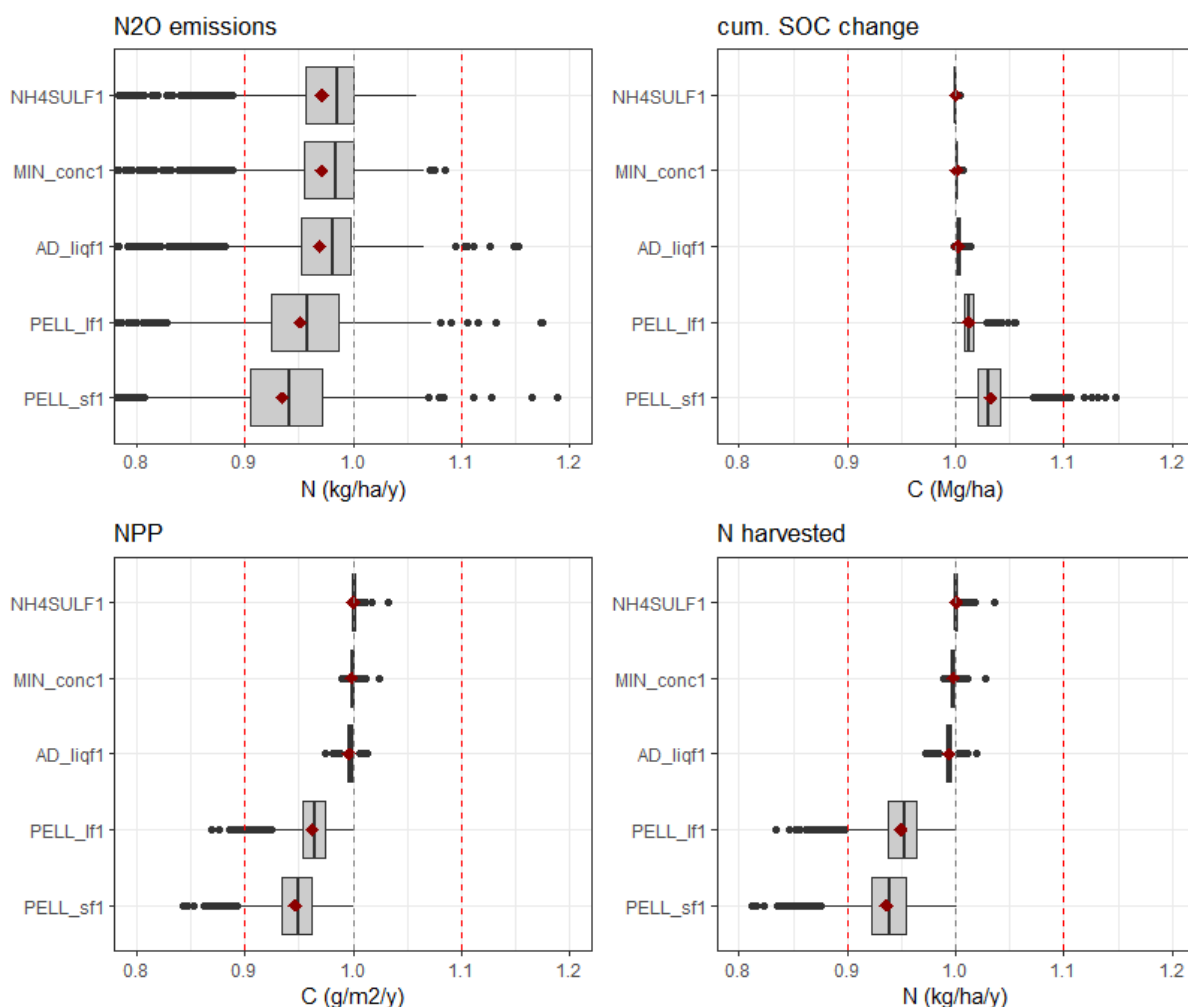 N2O emissions
NH4SULF1
MIN_conc1
AD_liqf1
PELL_lf1
PELL_sf1
0.8 0.9 1.0 1.1 1.2
N (kg/ha/y)
cum. SOC change
NH4SULF1
MIN_conc1
AD_liqf1
PELL_lf1
PELL_sf1
0.8 0.9 1.0 1.1 1.2
C (Mg/ha)
NPP
NH4SULF1
MIN_conc1
AD_liqf1
PELL_lf1
PELL_sf1
0.8 0.9 1.0 1.1 1.2
C (g/m2/y)
N harvested
NH4SULF1
MIN_conc1
AD_liqf1
PELL_lf1
PELL_sf1
0.8 0.9 1.0 1.1 1.2
N (kg/ha/y)